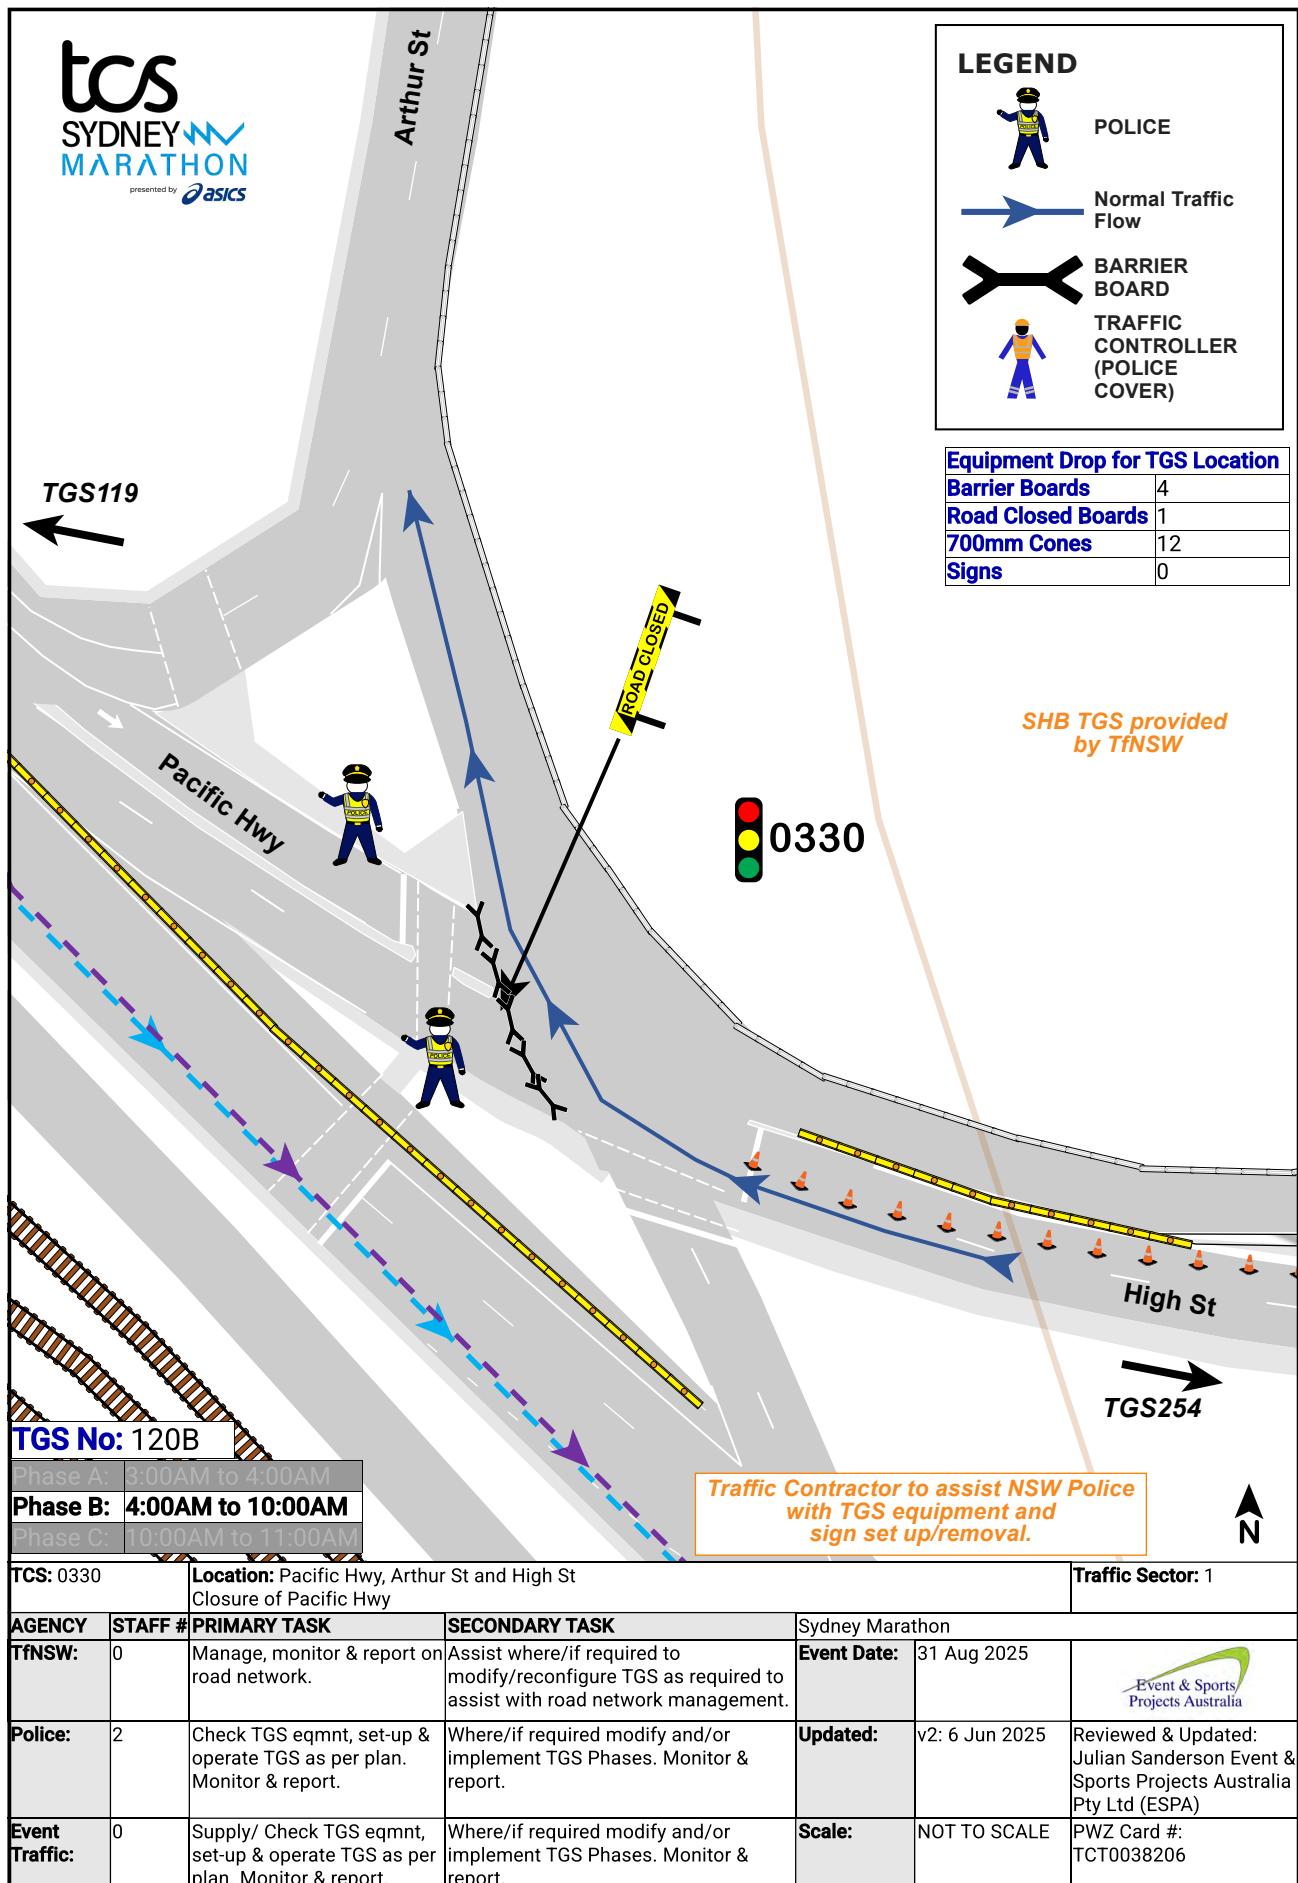 tcs
SYDNEY
MARATHON
presented by asics
Arthur St
LEGEND
POLICE
Normal Traffic
Flow
BARRIER
BOARD
TRAFFIC
CONTROLLER
(POLICE
COVER)
Equipment Drop for TGS Location
Barrier Boards 4
Road Closed Boards 1
700mm Cones 12
Signs 0
TGS119
ROAD CLOSED
SHB TGS provided
by TfNSW
Pacific Hwy
POLICE
0330
POLICE
High St
TGS254
TGS No: 120B
Phase A: 3:00AM to 4:00AM
Phase B: 4:00AM to 10:00AM
Phase C: 10:00AM to 11:00AM
Traffic Contractor to assist NSW Police
with TGS equipment and
sign set up/removal.
N
TCS: 0330
Location: Pacific Hwy, Arthur St and High St
Closure of Pacific Hwy
Traffic Sector: 1
AGENCY STAFF # PRIMARY TASK SECONDARY TASK
Sydney Marathon
TfNSW: 0
Manage, monitor & report on
road network.
Assist where/if required to
modify/reconfigure TGS as required to
assist with road network management.
Event Date: 31 Aug 2025
Event & Sports
Projects Australia
Police: 2
Check TGS eqmnt, set-up &
operate TGS as per plan.
Monitor & report.
Where/if required modify and/or
implement TGS Phases. Monitor &
report.
Updated: v2: 6 Jun 2025
Reviewed & Updated:
Julian Sanderson Event &
Sports Projects Australia
Pty Ltd (ESPA)
Event
Traffic:
0
Supply/ Check TGS eqmnt,
set-up & operate TGS as per
plan. Monitor & report.
Where/if required modify and/or
implement TGS Phases. Monitor &
report.
Scale: NOT TO SCALE
PWZ Card #:
TCT0038206